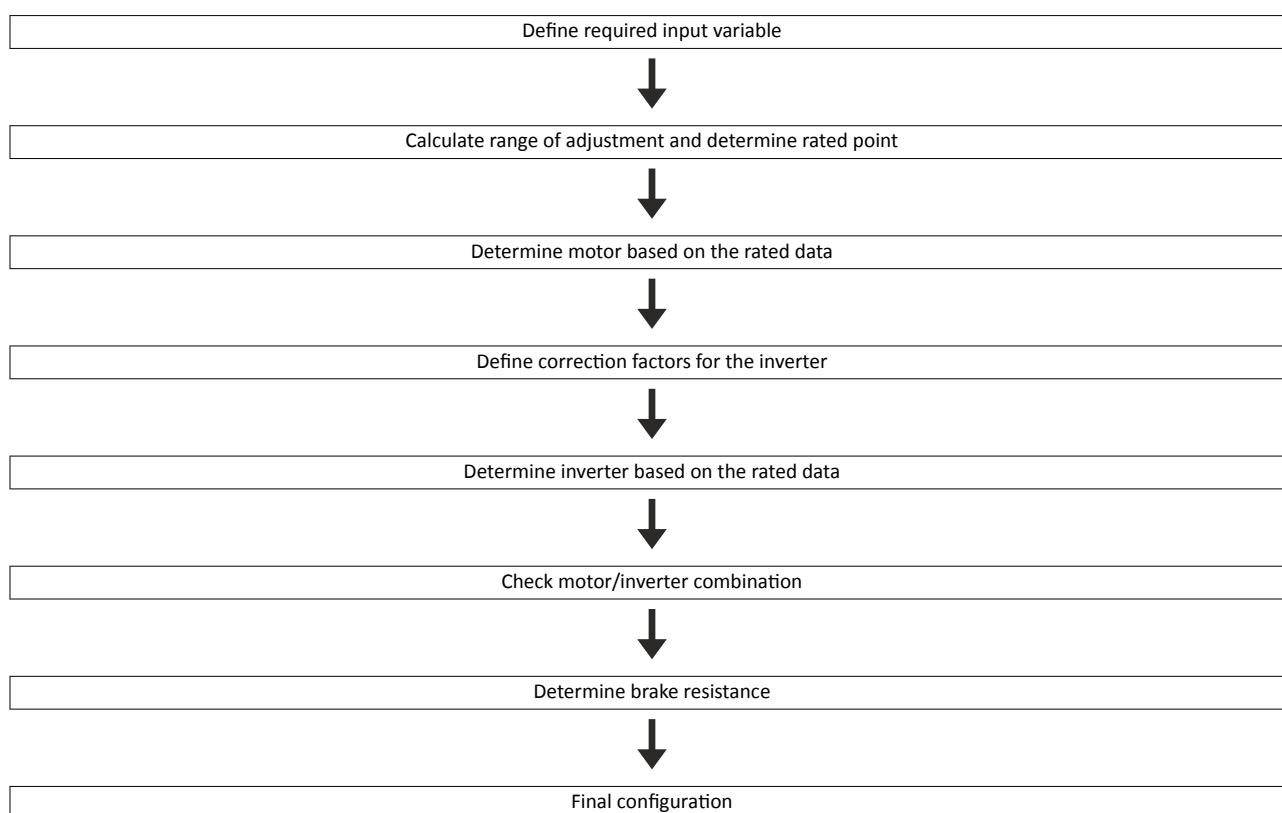 Define required input variable
Calculate range of adjustment and determine rated point
Determine motor based on the rated data
Define correction factors for the inverter
Determine inverter based on the rated data
Check motor/inverter combination
Determine brake resistance
Final configuration